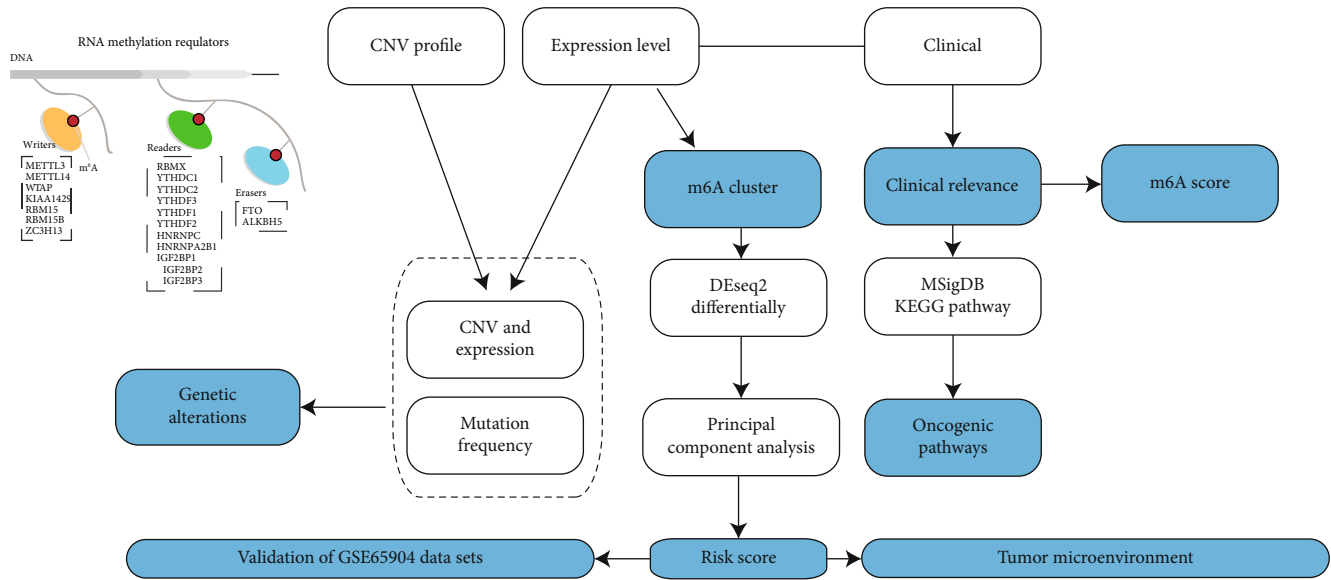 RNA methylation requlators
DNA
Writers
m⁶A
METTL3
METTL14
WTAP
KIAA1429
RBM15
RBM15B
ZC3H13
Readers
RBMX
YTHDC1
YTHDC2
YTHDF3
YTHDF1
YTHDF2
HNRNPC
HNRNPA2B1
IGF2BP1
IGF2BP2
IGF2BP3
Erasers
FTO
ALKBH5
CNV profile
Expression level
Clinical
m6A cluster
Clinical relevance
m6A score
CNV and
expression
DEseq2
differentially
MSigDB
KEGG pathway
Genetic
alterations
Mutation
frequency
Principal
component analysis
Oncogenic
pathways
Validation of GSE65904 data sets
Risk score
Tumor microenvironment